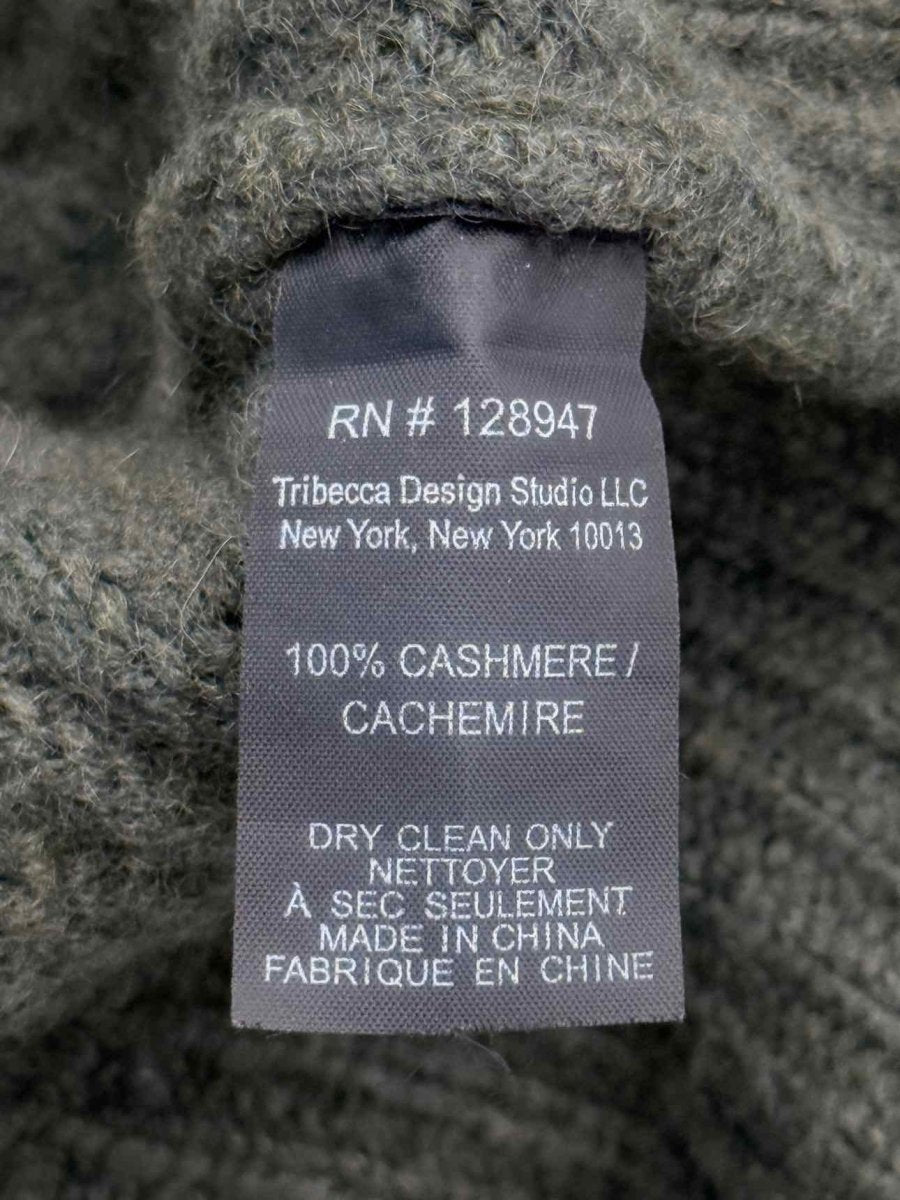 RN # 128947
Tribecca Design Studio LLC
New York, New York 10013
100% CASHMERE /
CACHEMIRE
DRY CLEAN ONLY
NETTOYER
À SEC SEULEMENT
MADE IN CHINA
FABRIQUE EN CHINE